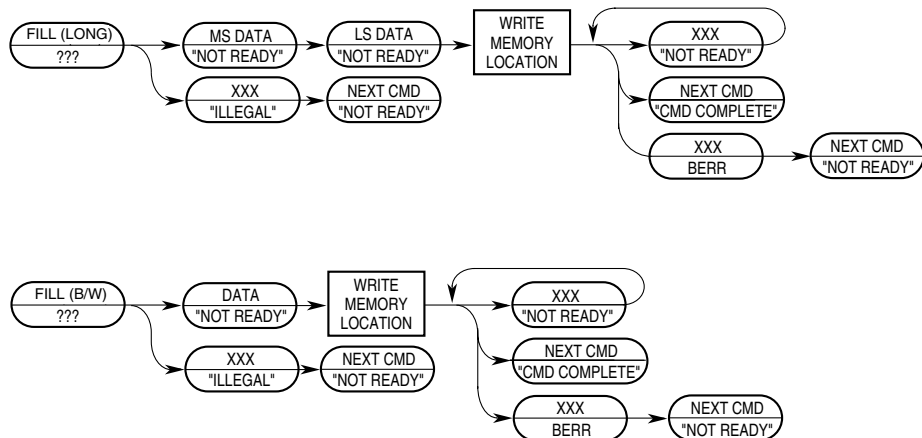 FILL (LONG)
???
MS DATA
"NOT READY"
LS DATA
"NOT READY"
WRITE
MEMORY
LOCATION
XXX
"NOT READY"
XXX
"ILLEGAL"
NEXT CMD
"NOT READY"
NEXT CMD
"CMD COMPLETE"
XXX
BERR
NEXT CMD
"NOT READY"
FILL (B/W)
???
DATA
"NOT READY"
WRITE
MEMORY
LOCATION
XXX
"NOT READY"
XXX
"ILLEGAL"
NEXT CMD
"NOT READY"
NEXT CMD
"CMD COMPLETE"
XXX
BERR
NEXT CMD
"NOT READY"